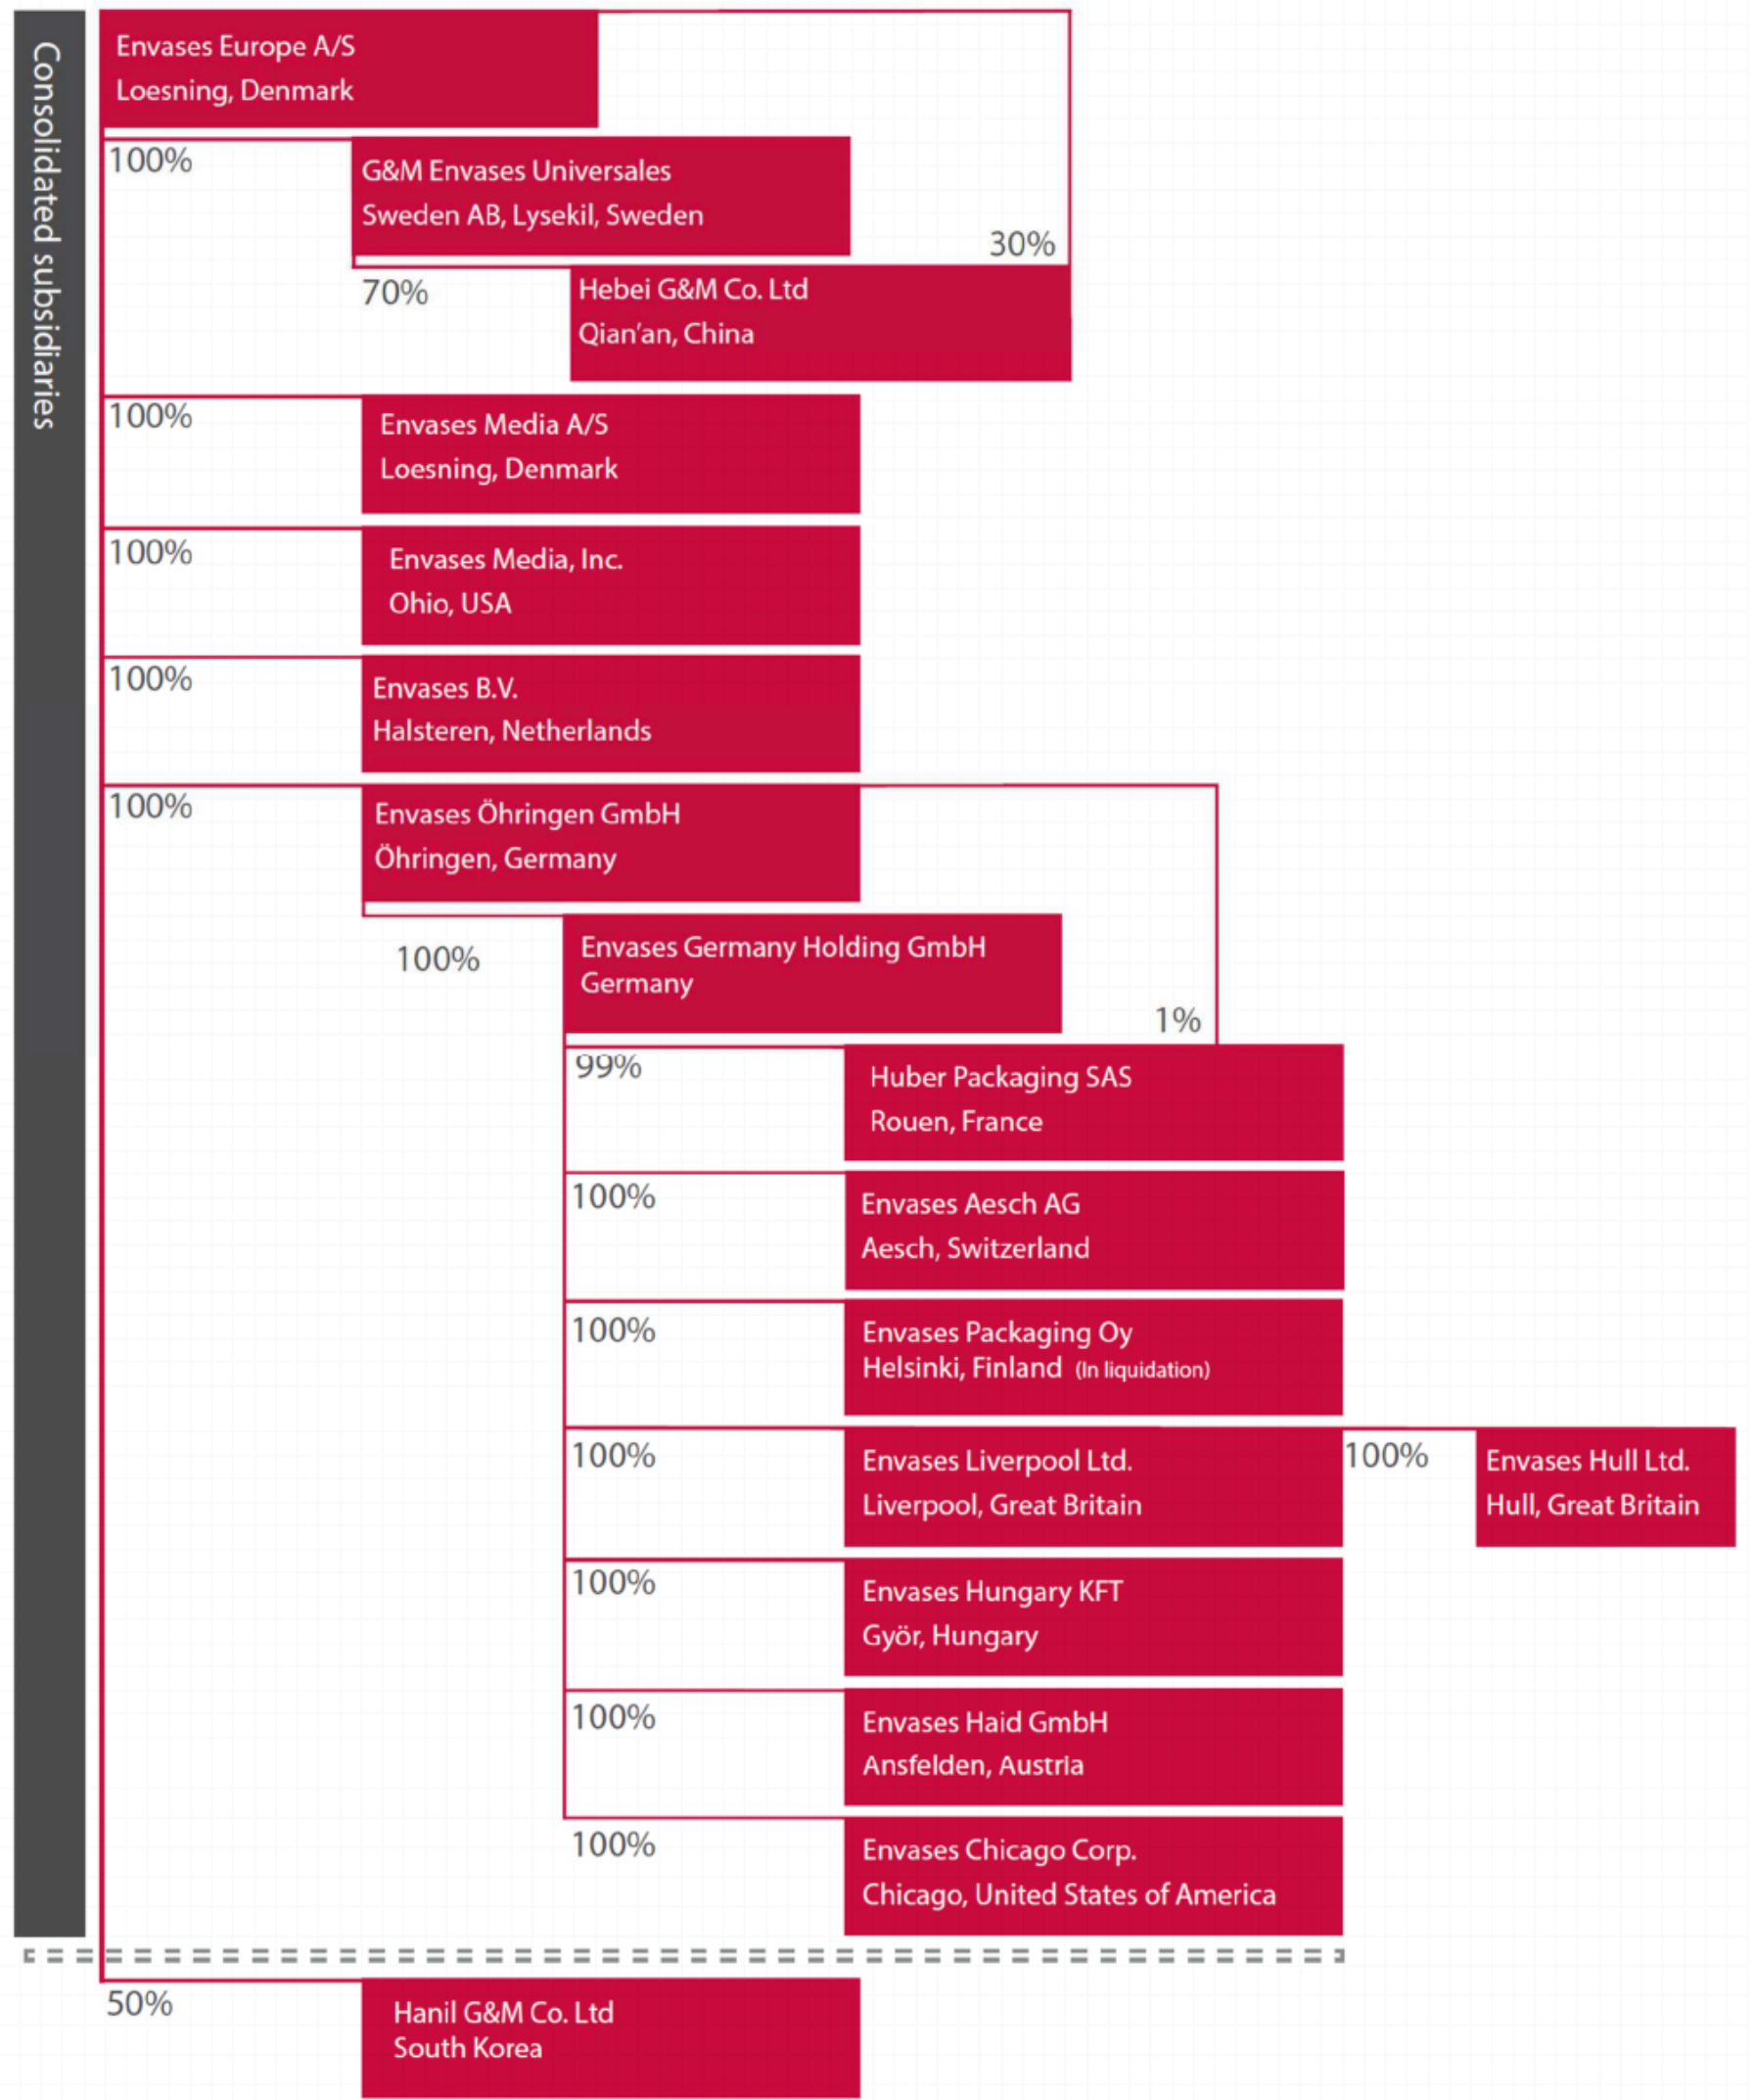 Consolidated subsidiaries
Envases Europe A/S
Loesning, Denmark
100%
G&M Envases Universales
Sweden AB, Lysekil, Sweden
30%
70%
Hebei G&M Co. Ltd
Qian'an, China
100%
Envases Media A/S
Loesning, Denmark
100%
Envases Media, Inc.
Ohio, USA
100%
Envases B.V.
Halsteren, Netherlands
100%
Envases Öhringen GmbH
Öhringen, Germany
100%
Envases Germany Holding GmbH
Germany
1%
99%
Huber Packaging SAS
Rouen, France
100%
Envases Aesch AG
Aesch, Switzerland
100%
Envases Packaging Oy
Helsinki, Finland (In liquidation)
100%
Envases Liverpool Ltd.
Liverpool, Great Britain
100%
Envases Hull Ltd.
Hull, Great Britain
100%
Envases Hungary KFT
Györ, Hungary
100%
Envases Haid GmbH
Ansfelden, Austria
100%
Envases Chicago Corp.
Chicago, United States of America
50%
Hanil G&M Co. Ltd
South Korea